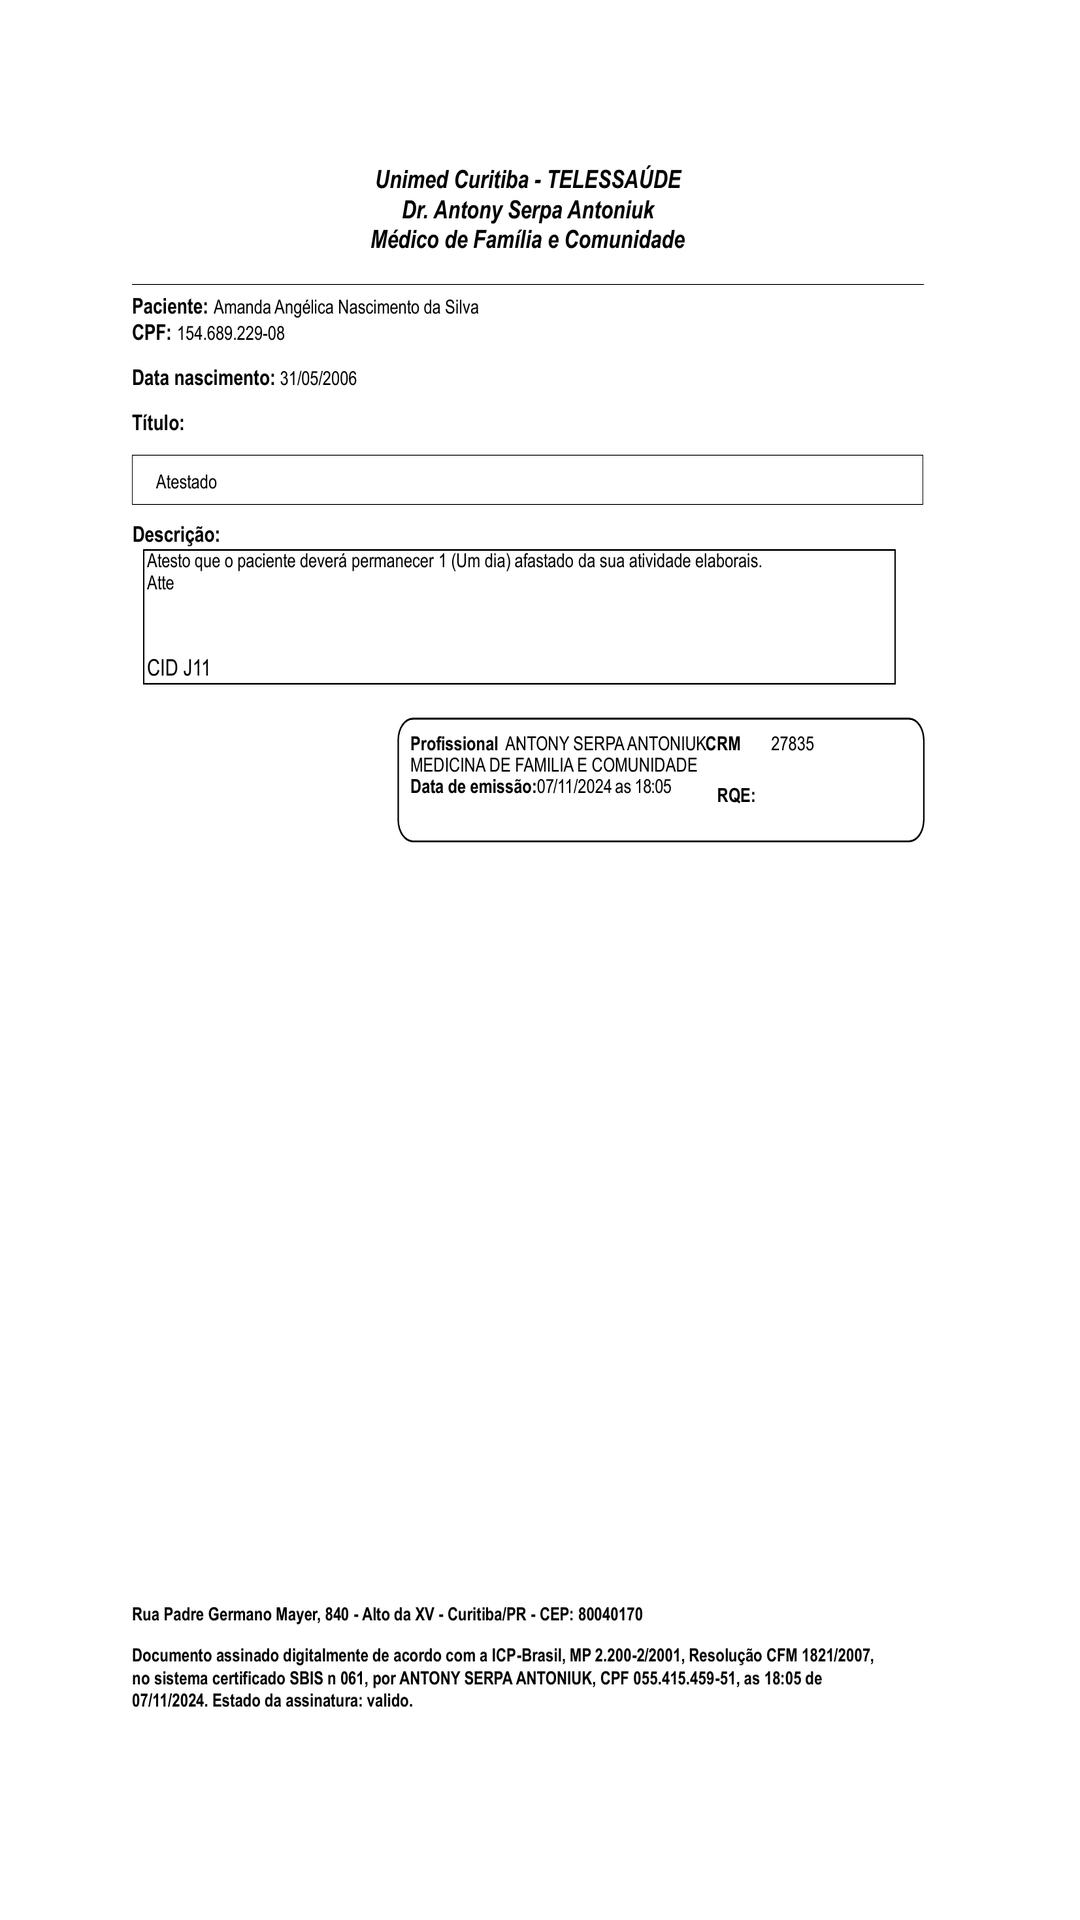 Unimed Curitiba - TELESSAÚDE
Dr. Antony Serpa Antoniuk
Médico de Família e Comunidade
Paciente: Amanda Angélica Nascimento da Silva
CPF: 154.689.229-08
Data nascimento: 31/05/2006
Título:
Atestado
Descrição:
Atesto que o paciente deverá permanecer 1 (Um dia) afastado da sua atividade elaborais.
Atte
CID J11
Profissional ANTONY SERPA ANTONIUKCRM 27835
MEDICINA DE FAMILIA E COMUNIDADE
Data de emissão:07/11/2024 as 18:05
RQE:
Rua Padre Germano Mayer, 840 - Alto da XV - Curitiba/PR - CEP: 80040170
Documento assinado digitalmente de acordo com a ICP-Brasil, MP 2.200-2/2001, Resolução CFM 1821/2007,
no sistema certificado SBIS n 061, por ANTONY SERPA ANTONIUK, CPF 055.415.459-51, as 18:05 de
07/11/2024. Estado da assinatura: valido.